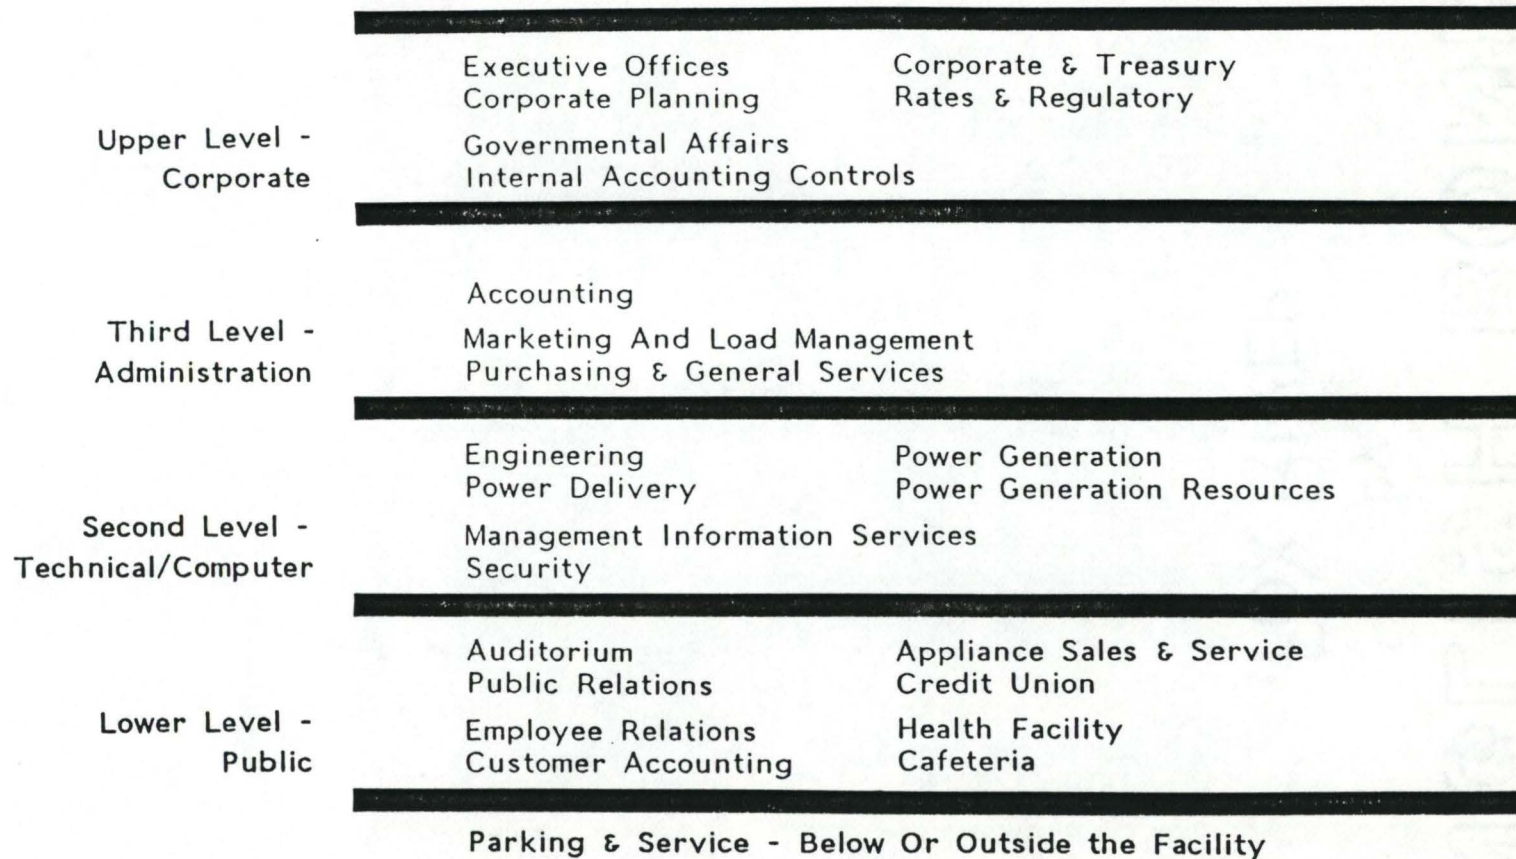 Executive Offices Corporate & Treasury
Corporate Planning Rates & Regulatory
Upper Level - Governmental Affairs
Corporate Internal Accounting Controls
Accounting
Third Level - Marketing And Load Management
Administration Purchasing & General Services
Engineering Power Generation
Power Delivery Power Generation Resources
Second Level - Management Information Services
Technical/Computer Security
Auditorium Appliance Sales & Service
Public Relations Credit Union
Lower Level - Employee Relations Health Facility
Public Customer Accounting Cafeteria
Parking & Service - Below Or Outside the Facility